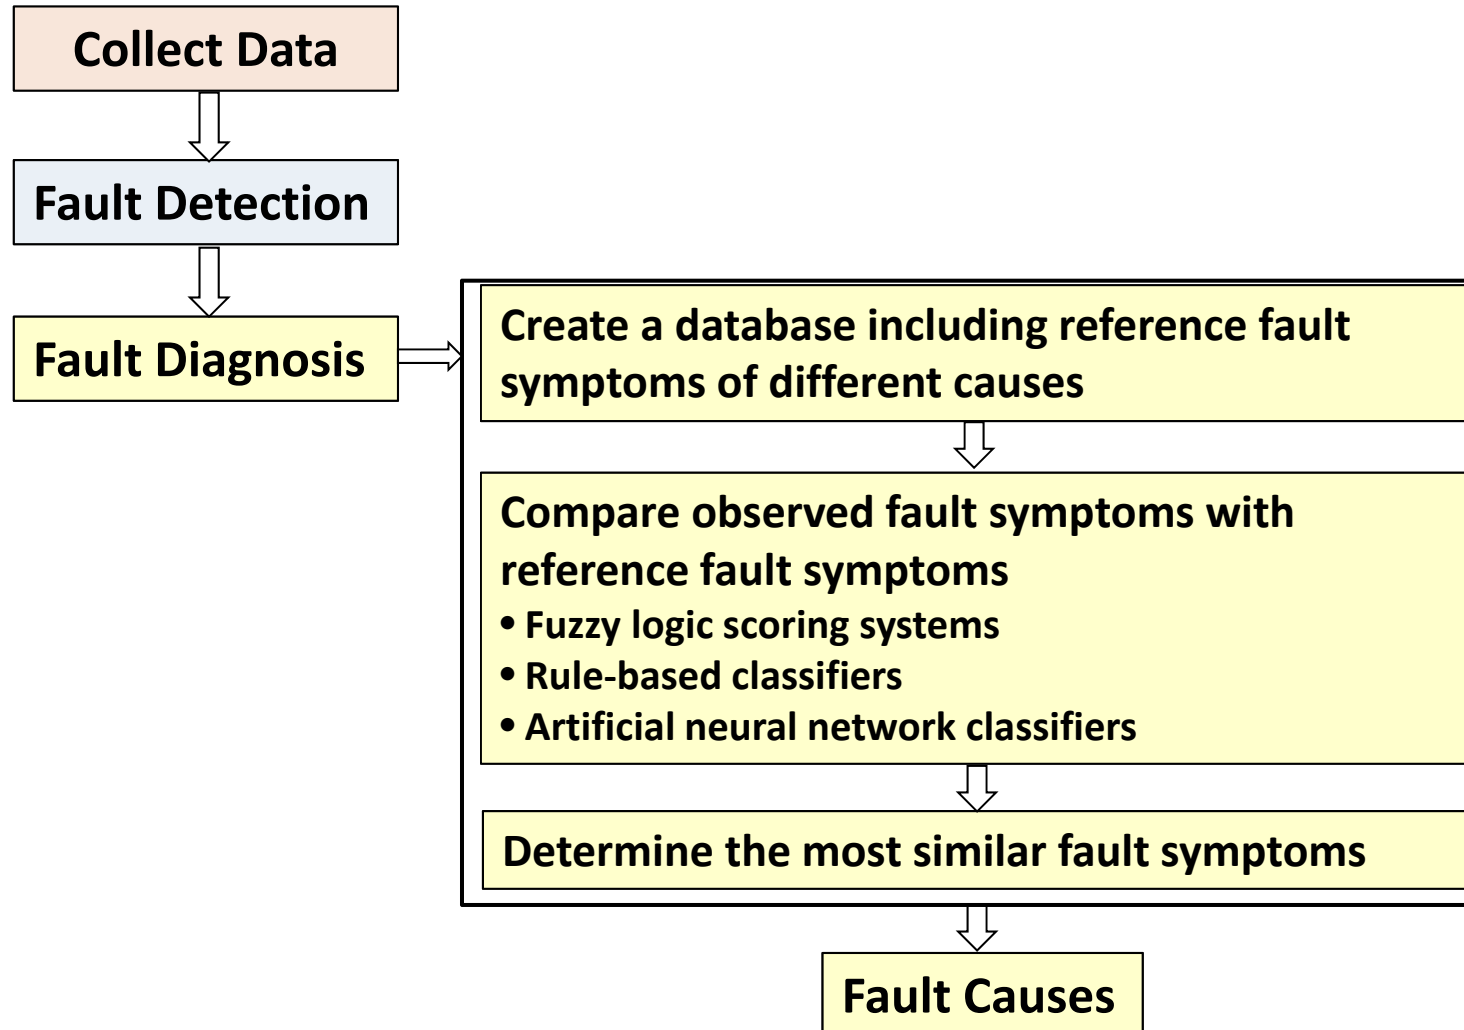 Collect Data
Fault Detection
Fault Diagnosis
Create a database including reference fault
symptoms of different causes
Compare observed fault symptoms with
reference fault symptoms
• Fuzzy logic scoring systems
• Rule-based classifiers
• Artificial neural network classifiers
Determine the most similar fault symptoms
Fault Causes